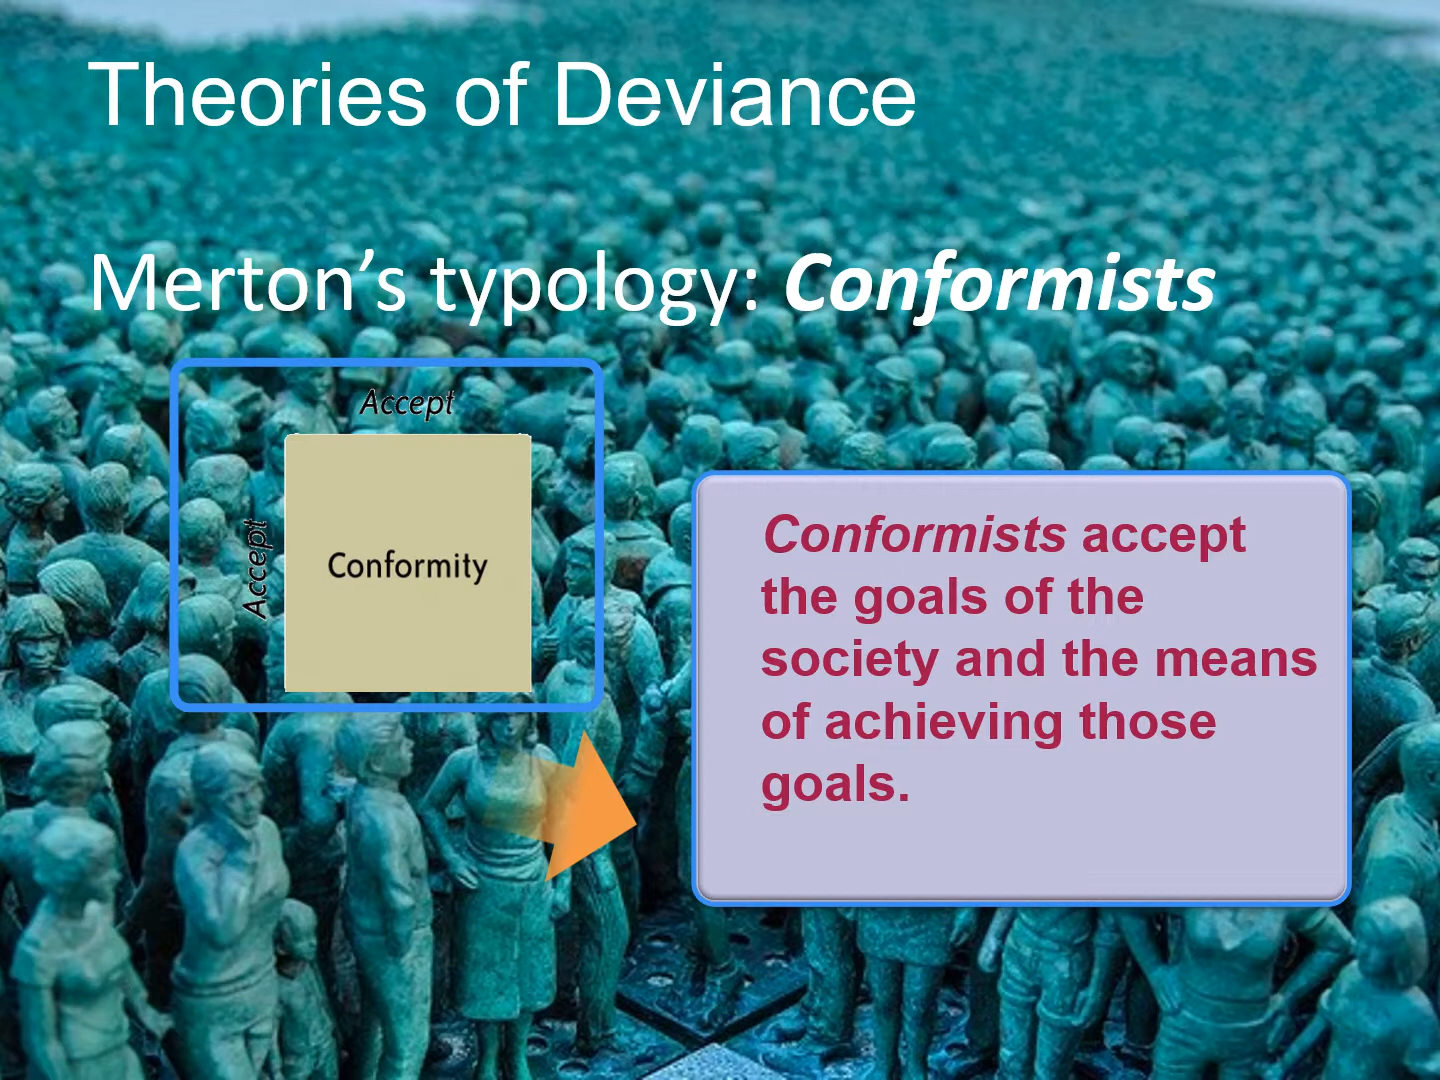 Theories of Deviance
Merton’s typology: Conformists
Accept
Accept
Conformity
Conformists accept
the goals of the
society and the means
of achieving those
goals.